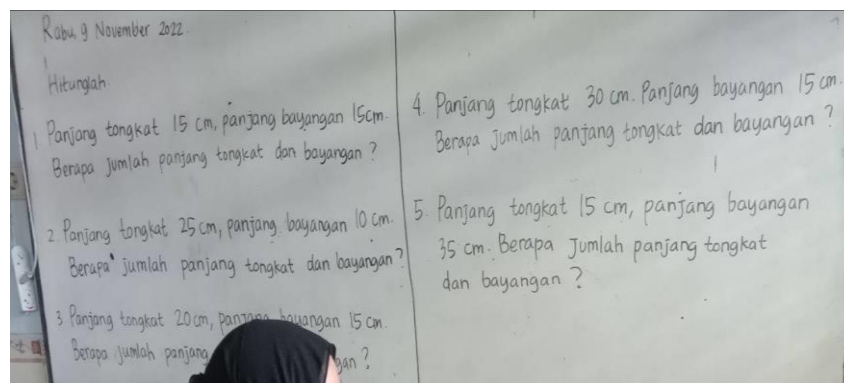 Rabu, 9 November 2022
Hitunglah
1 Panjang tongkat 15 cm, panjang bayangan 15cm.
Berapa jumlah panjang tongkat dan bayangan?
2. Panjang tongkat 25 cm, panjang bayangan 10 cm.
Berapa jumlah panjang tongkat dan bayangan?
3 Panjang tongkat 20 cm, panjang bayangan 15 cm.
Berapa jumlah panjang gan?
4. Panjang tongkat 30 cm. Panjang bayangan 15 cm.
Berapa jumlah panjang tongkat dan bayangan?
5. Panjang tongkat 15 cm, panjang bayangan
35 cm. Berapa Jumlah panjang tongkat
dan bayangan?